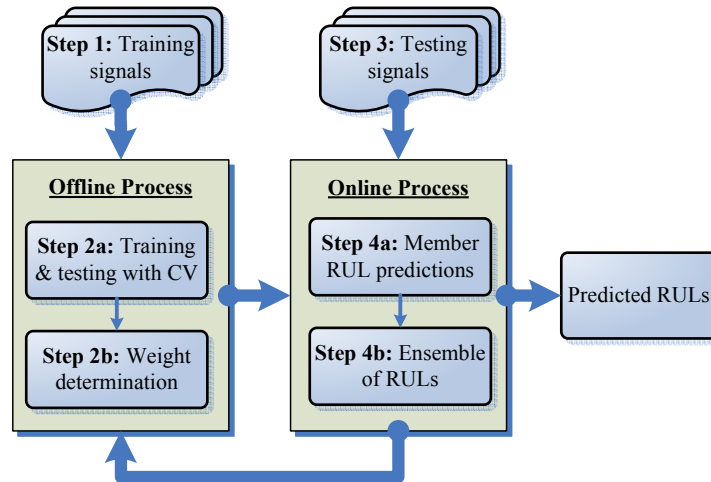 Step 1: Training
signals
Step 3: Testing
signals
Offline Process
Step 2a: Training
& testing with CV
Step 2b: Weight
determination
Online Process
Step 4a: Member
RUL predictions
Step 4b: Ensemble
of RULs
Predicted RULs